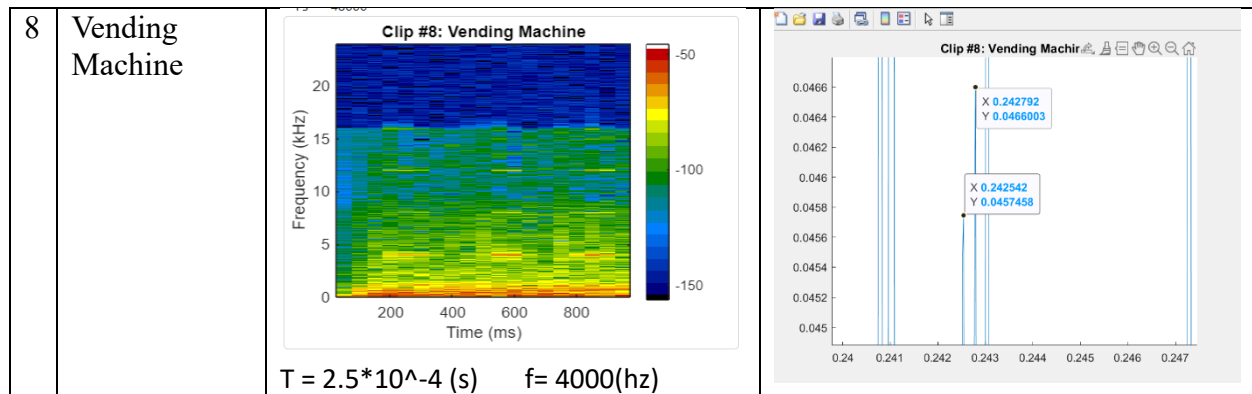 8
Vending
Machine
Clip #8: Vending Machine
Frequency (kHz)
20
15
10
5
0
200 400 600 800
Time (ms)
-50
-100
-150
T = 2.5*10^-4 (s) f= 4000(hz)
Clip #8: Vending Machir
0.0466
0.0464
0.0462
0.046
0.0458
0.0456
0.0454
0.0452
0.045
X 0.242792
Y 0.0466003
X 0.242542
Y 0.0457458
0.24 0.241 0.242 0.243 0.244 0.245 0.246 0.247